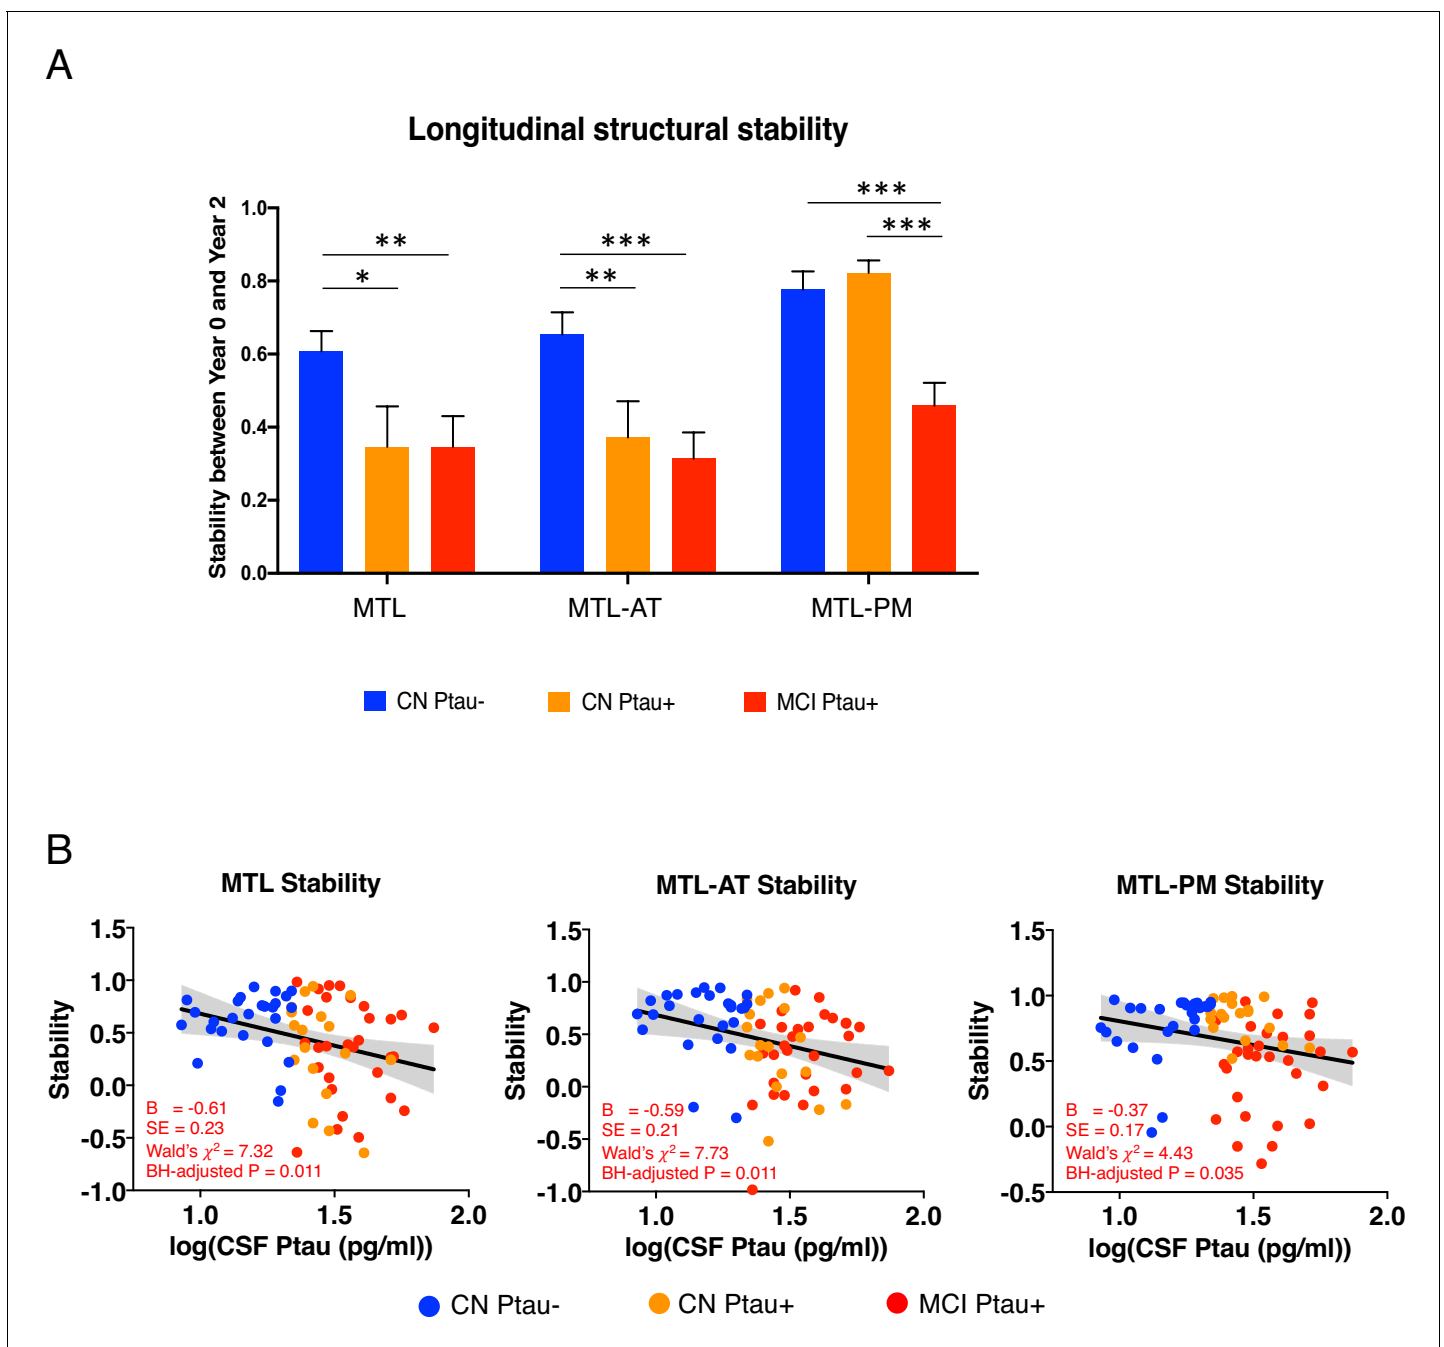 A
Longitudinal structural stability
Stability between Year 0 and Year 2
1.0
0.8
0.6
0.4
0.2
0.0
**
*
***
**
***
***
MTL
MTL-AT
MTL-PM
CN Ptau-
CN Ptau+
MCI Ptau+
B
MTL Stability
Stability
1.5
1.0
0.5
0.0
-0.5
-1.0
B = -0.61
SE = 0.23
Wald's χ² = 7.32
BH-adjusted P = 0.011
1.0 1.5 2.0
log(CSF Ptau (pg/ml))
MTL-AT Stability
Stability
1.5
1.0
0.5
0.0
-0.5
-1.0
B = -0.59
SE = 0.21
Wald's χ² = 7.73
BH-adjusted P = 0.011
1.0 1.5 2.0
log(CSF Ptau (pg/ml))
MTL-PM Stability
Stability
1.5
1.0
0.5
0.0
-0.5
B = -0.37
SE = 0.17
Wald's χ² = 4.43
BH-adjusted P = 0.035
1.0 1.5 2.0
log(CSF Ptau (pg/ml))
CN Ptau-
CN Ptau+
MCI Ptau+